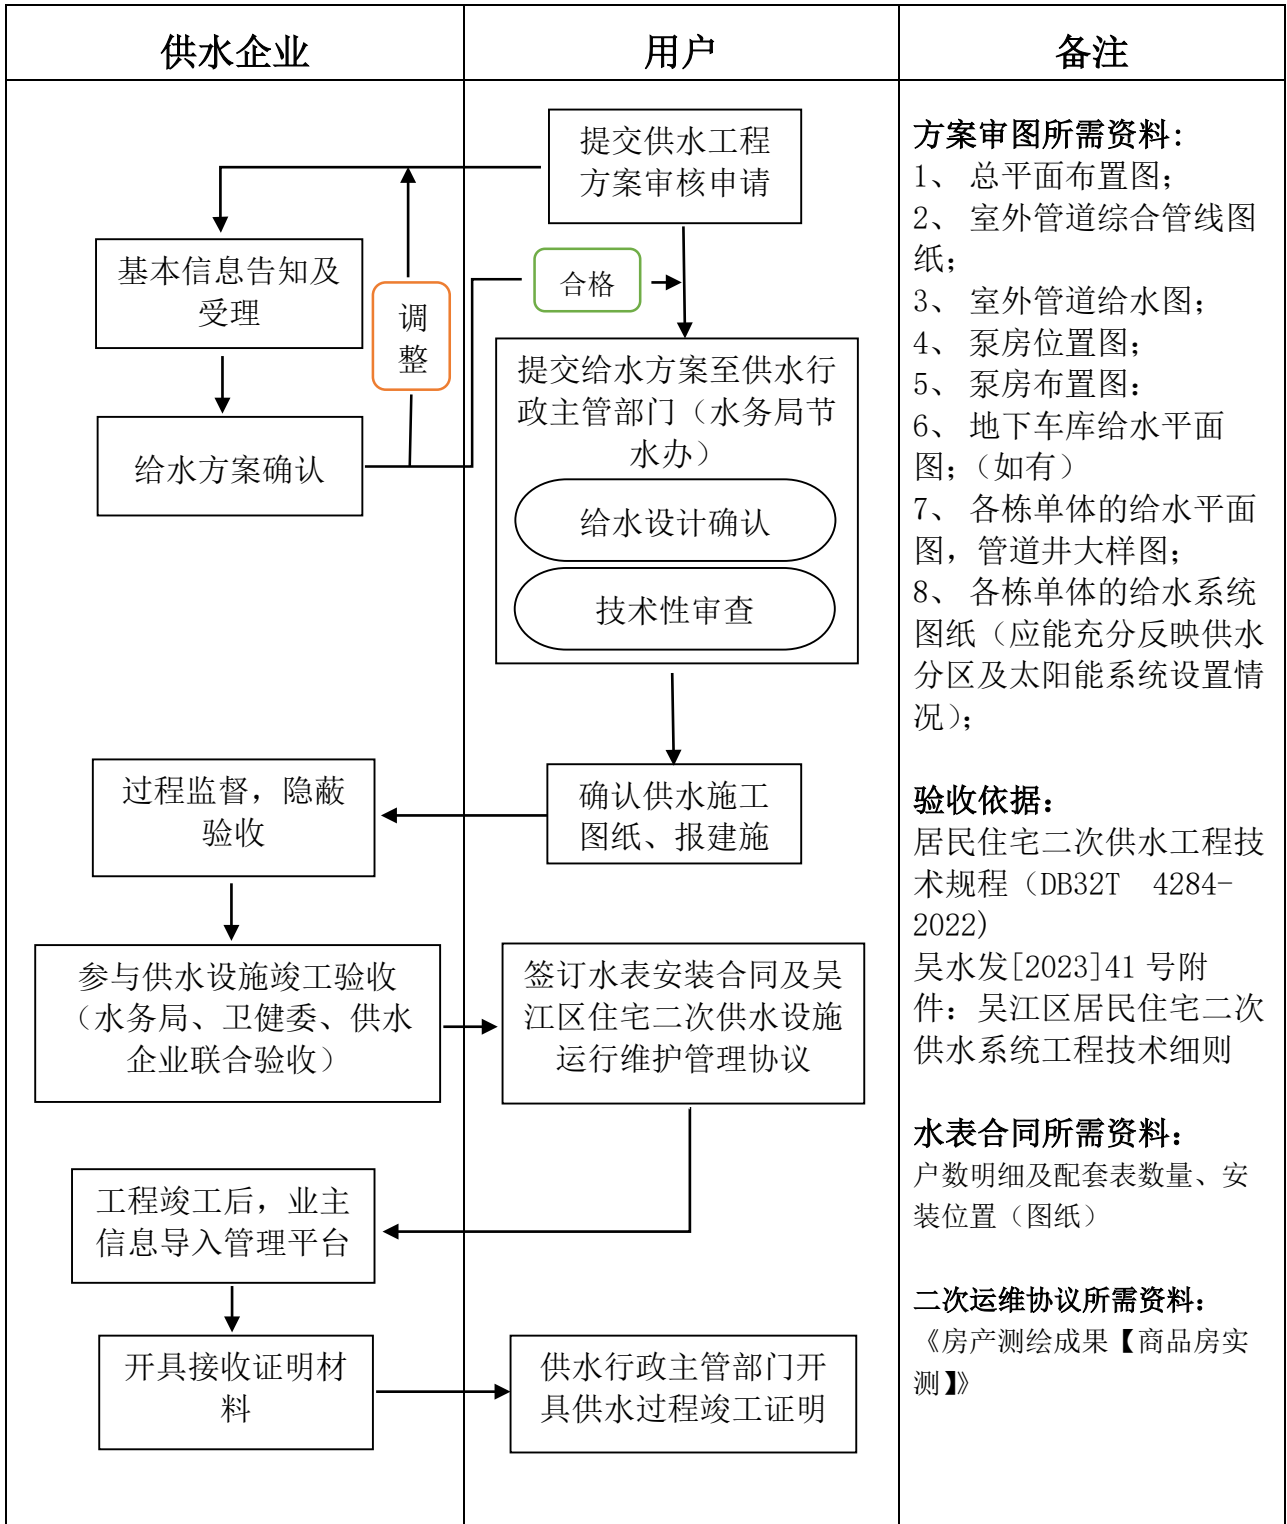 供水企业
用户
备注
提交供水工程
方案审核申请
基本信息告知及
受理
调
整
合格
给水方案确认
提交给水方案至供水行
政主管部门（水务局节
水办）
给水设计确认
技术性审查
过程监督，隐蔽
验收
确认供水施工
图纸、报建施
参与供水设施竣工验收
（水务局、卫健委、供水
企业联合验收）
签订水表安装合同及吴
江区住宅二次供水设施
运行维护管理协议
工程竣工后，业主
信息导入管理平台
开具接收证明材
料
供水行政主管部门开
具供水过程竣工证明
方案审图所需资料：
1、 总平面布置图；
2、 室外管道综合管线图
纸；
3、 室外管道给水图；
4、 泵房位置图；
5、 泵房布置图：
6、 地下车库给水平面
图；（如有）
7、 各栋单体的给水平面
图，管道井大样图；
8、 各栋单体的给水系统
图纸（应能充分反映供水
分区及太阳能系统设置情
况）；
验收依据：
居民住宅二次供水工程技
术规程（DB32T 4284-
2022）
吴水发[2023]41 号附
件：吴江区居民住宅二次
供水系统工程技术细则
水表合同所需资料：
户数明细及配套表数量、安
装位置（图纸）
二次运维协议所需资料：
《房产测绘成果【商品房实
测】》